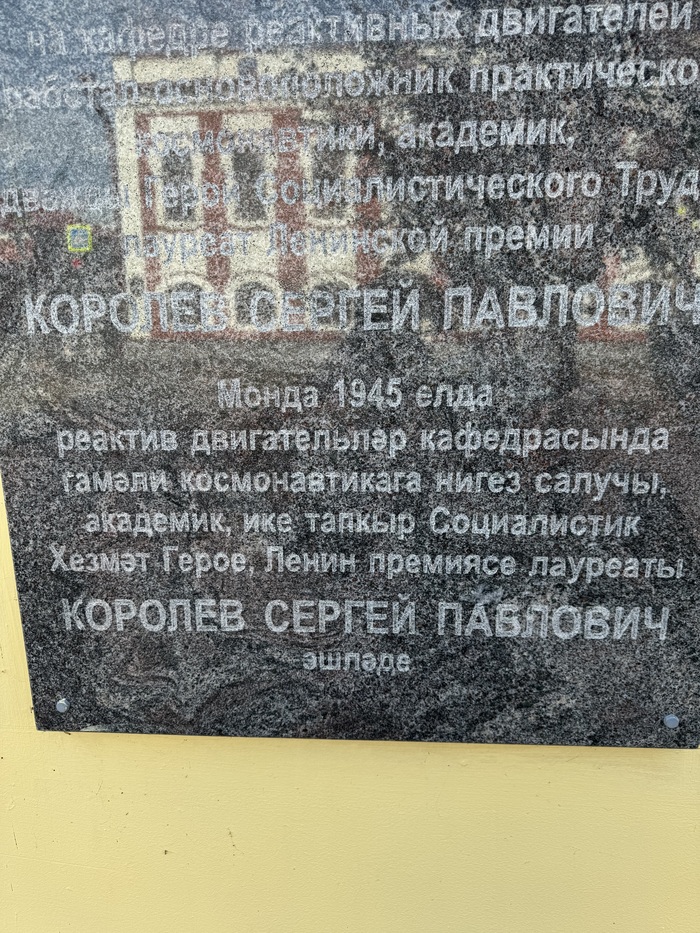 на кафедре реактивных двигателей
работал основоположник практическо
космонавтики, академик,
дважды Герой Социалистического Труд
лауреат Ленинской премии
КОРОЛЕВ СЕРГЕЙ ПАВЛОВИЧ
Монда 1945 елда
реактив двигательләр кафедрасында
гамәли космонавтикага нигез салучы,
академик, ике тапкыр Социалистик
Хезмәт Герое, Ленин премиясе лауреаты
КОРОЛЕВ СЕРГЕЙ ПАВЛОВИЧ
эшләде